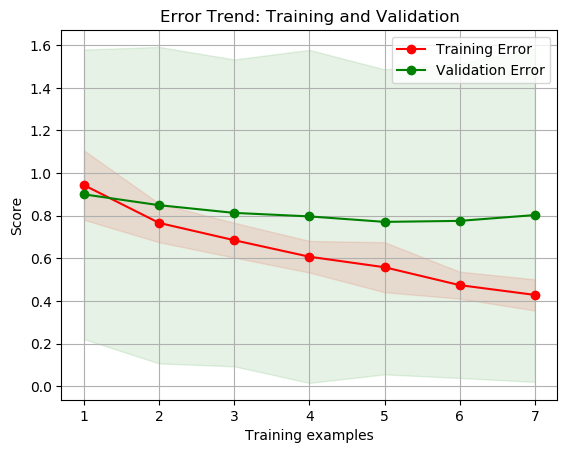 Error Trend: Training and Validation
Training Error
Validation Error
Score
1.6
1.4
1.2
1.0
0.8
0.6
0.4
0.2
0.0
1 2 3 4 5 6 7
Training examples